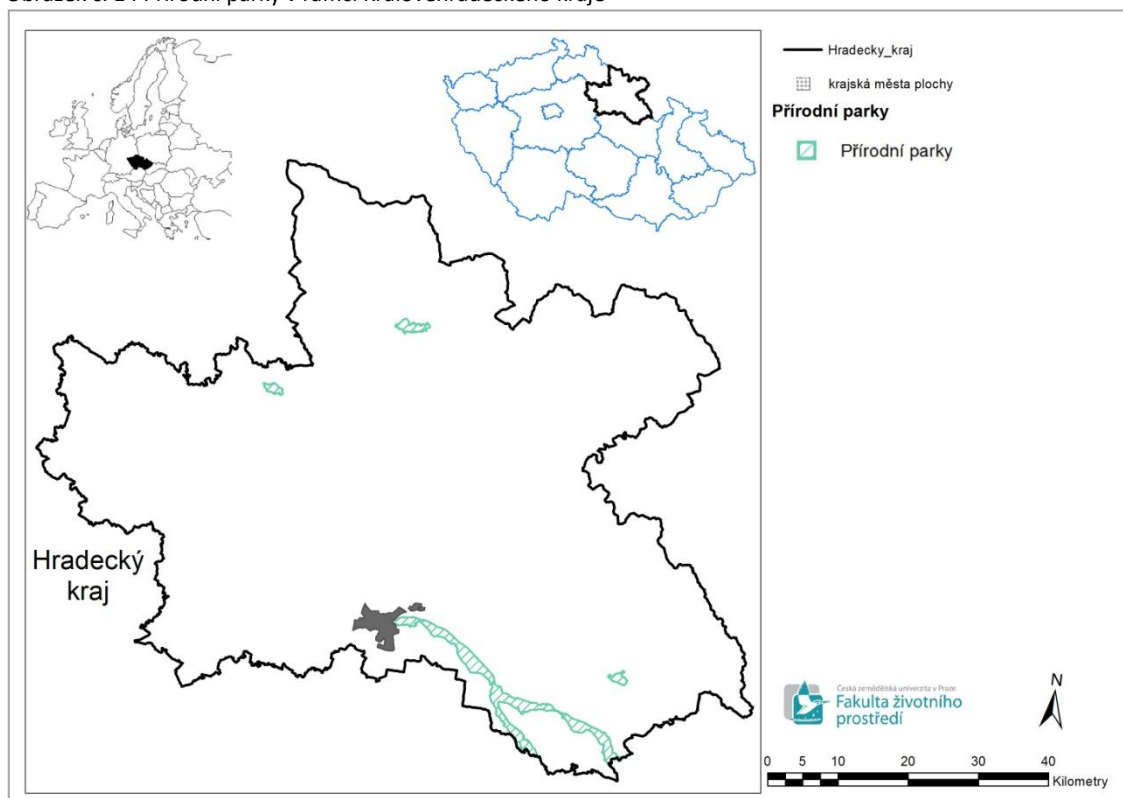 Hradecky_kraj
krajská města plochy
Přírodní parky
Přírodní parky
Hradecký
kraj
Česká zemědělská univerzita v Praze
Fakulta životního
prostředí
N
0 5 10 20 30 40
Kilometry